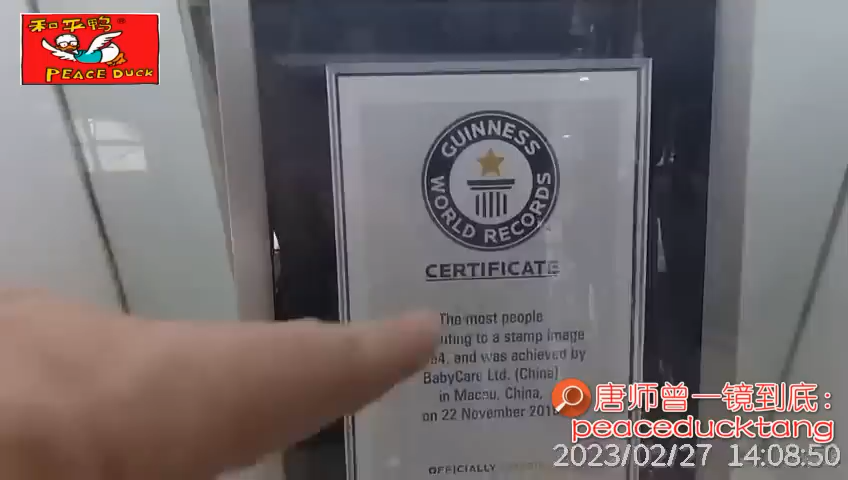 和平鸭®
PEACE DUCK
GUINNESS
WORLD RECORDS
CERTIFICATE
The most people
to a stamp image
and was achieved by
BabyCare Ltd. (China)
in Macau, China,
on 22 November
OFFICIALLY
唐师曾一镜到底:
peaceducktang
2023/02/27 14:08:50